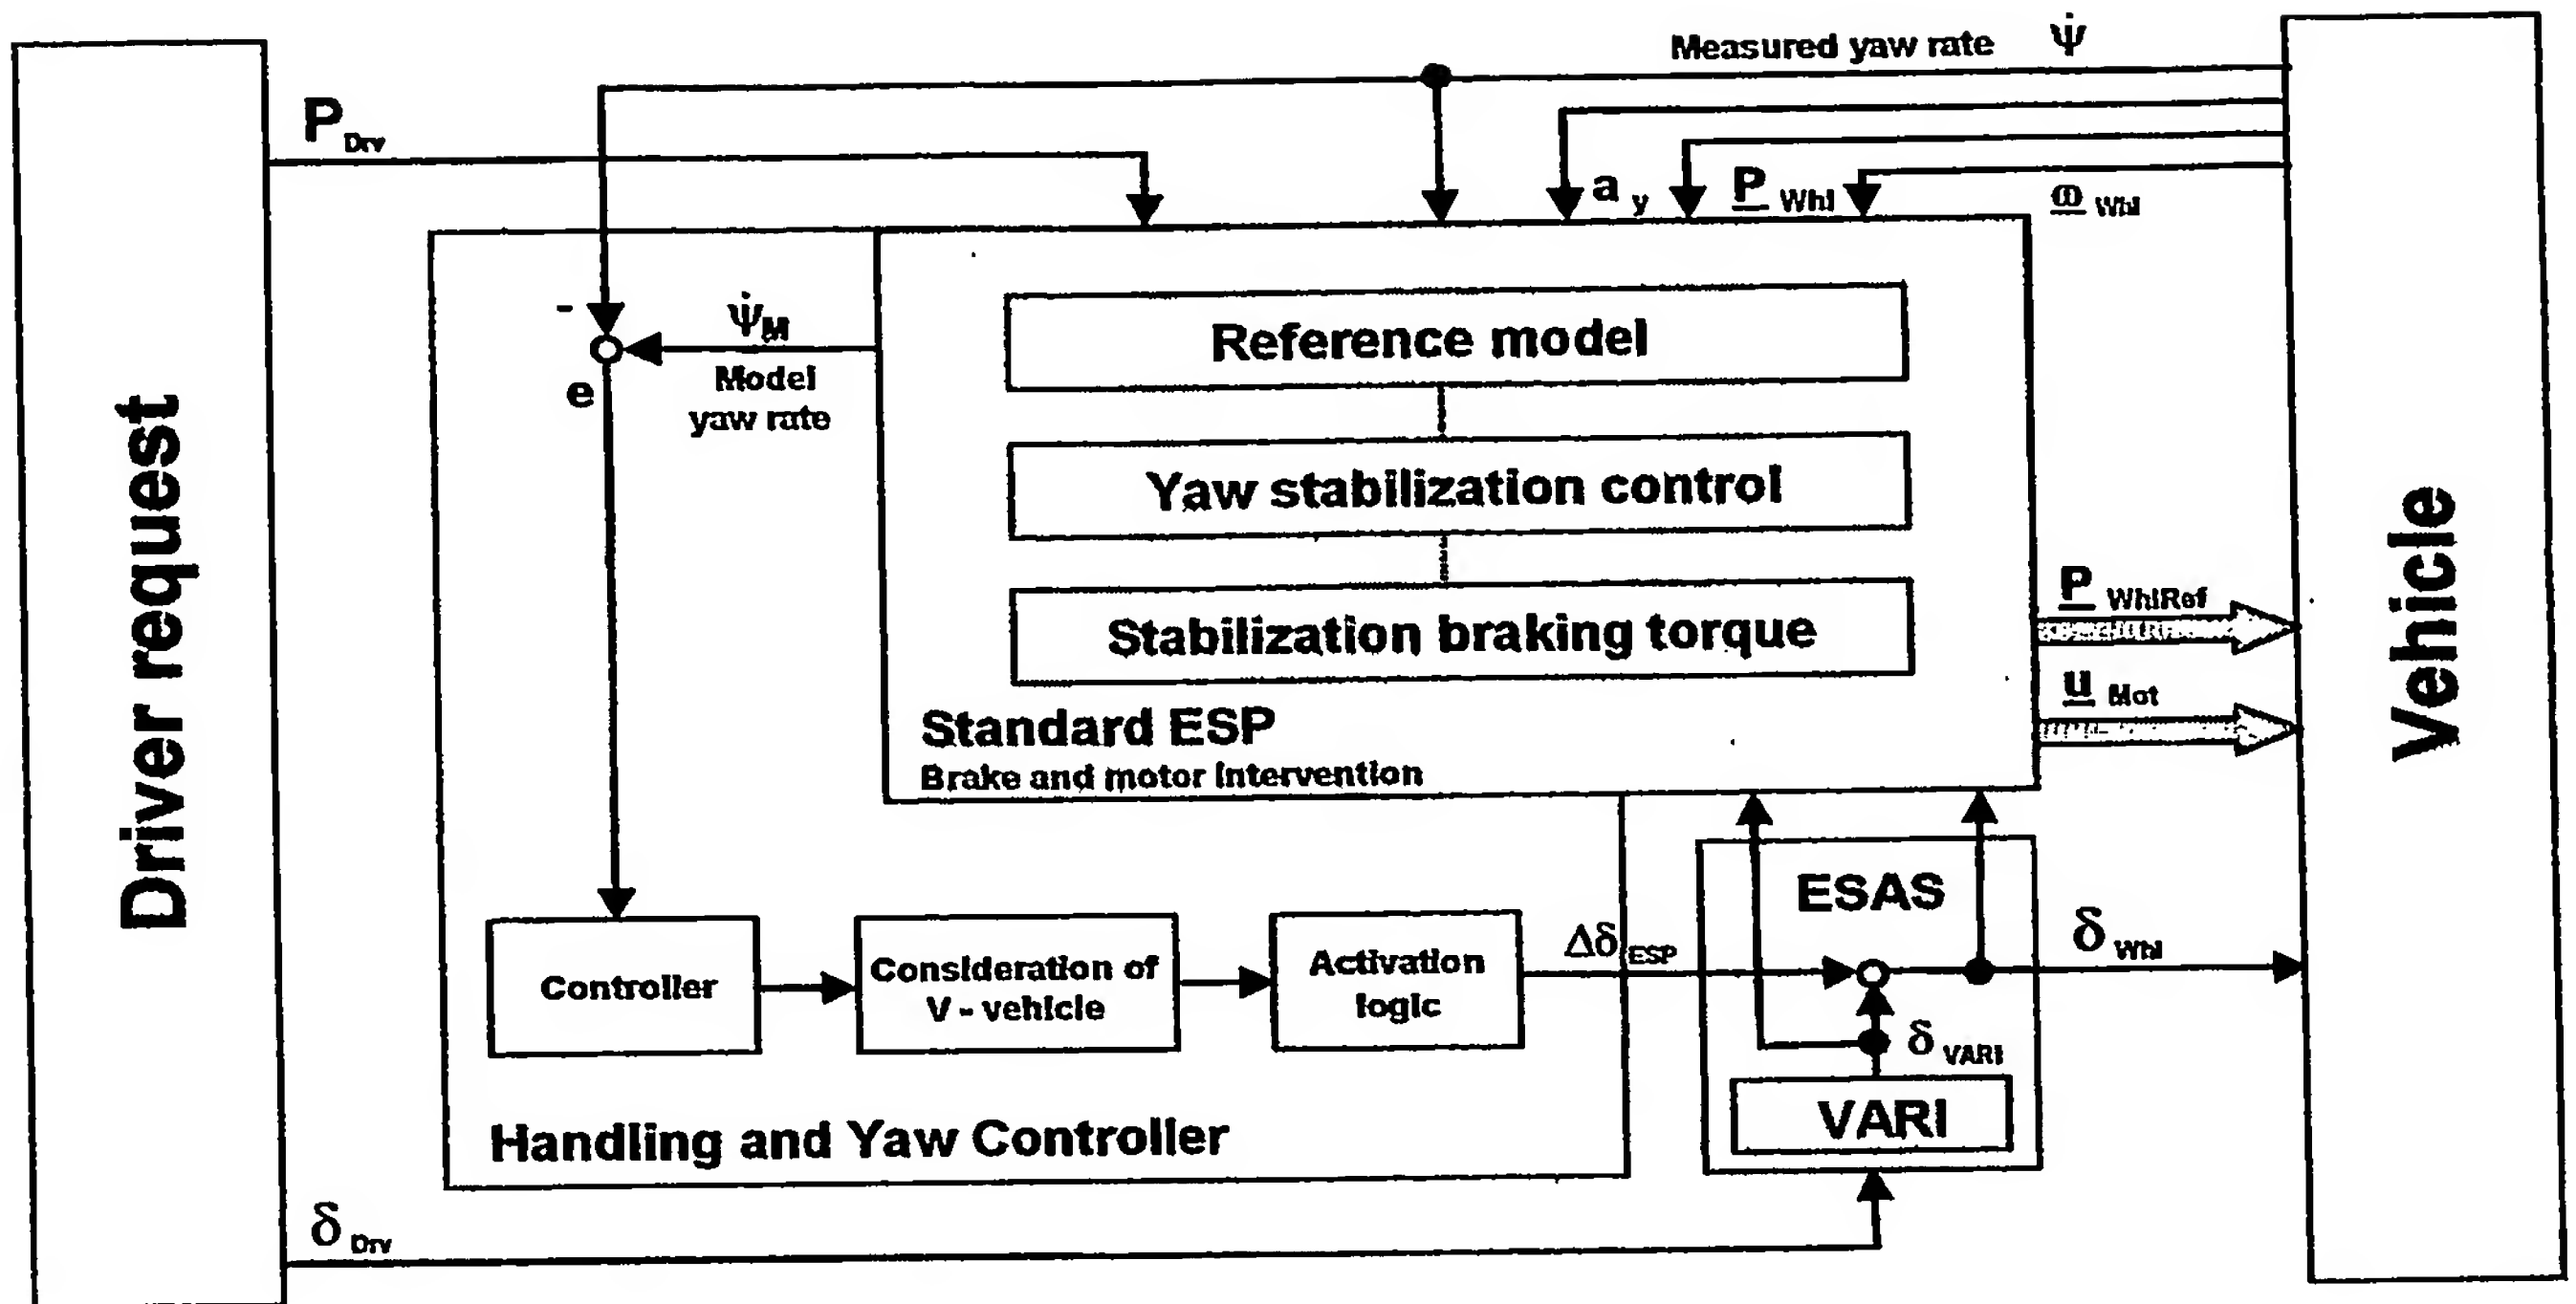 Measured yaw rate ψ̇
P Drv
a y
P Whl
ω Whl
Driver request
-
ψ̇M
e
Model
yaw rate
Reference model
Yaw stabilization control
Stabilization braking torque
Standard ESP
Brake and motor intervention
P WhlRef
u Mot
Vehicle
ESAS
Controller
Consideration of
V - vehicle
Activation
logic
Δδ ESP
δ Whl
δ VARI
VARI
Handling and Yaw Controller
δ Drv